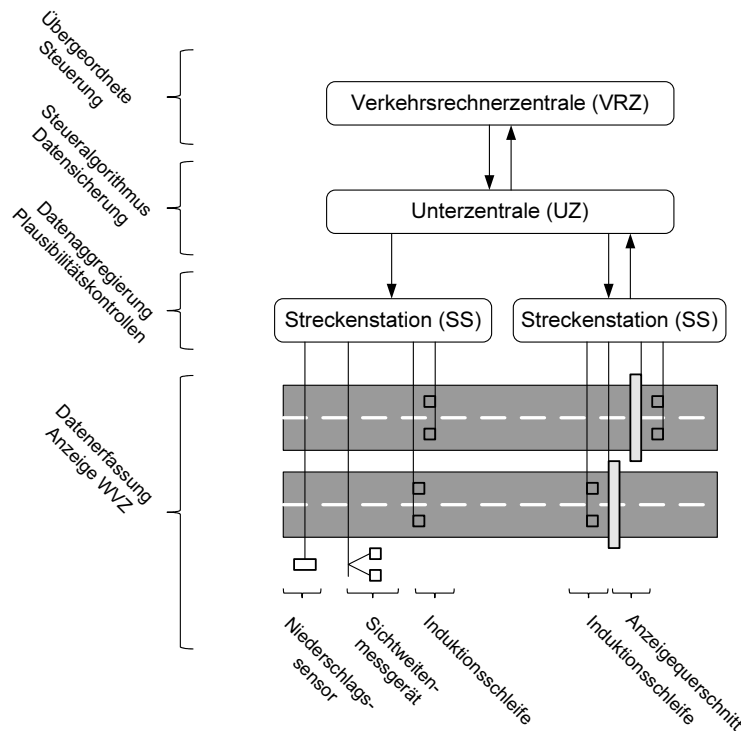 Übergeordnete
Steuerung
Verkehrsrechnerzentrale (VRZ)
Steueralgorithmus
Datensicherung
Unterzentrale (UZ)
Datenaggregierung
Plausibilitätskontrollen
Streckenstation (SS)
Streckenstation (SS)
Datenerfassung
Anzeige WVZ
Niederschlags-
sensor
Sichtweiten-
messgerät
Induktionsschleife
Induktionsschleife
Anzeigequerschnitt